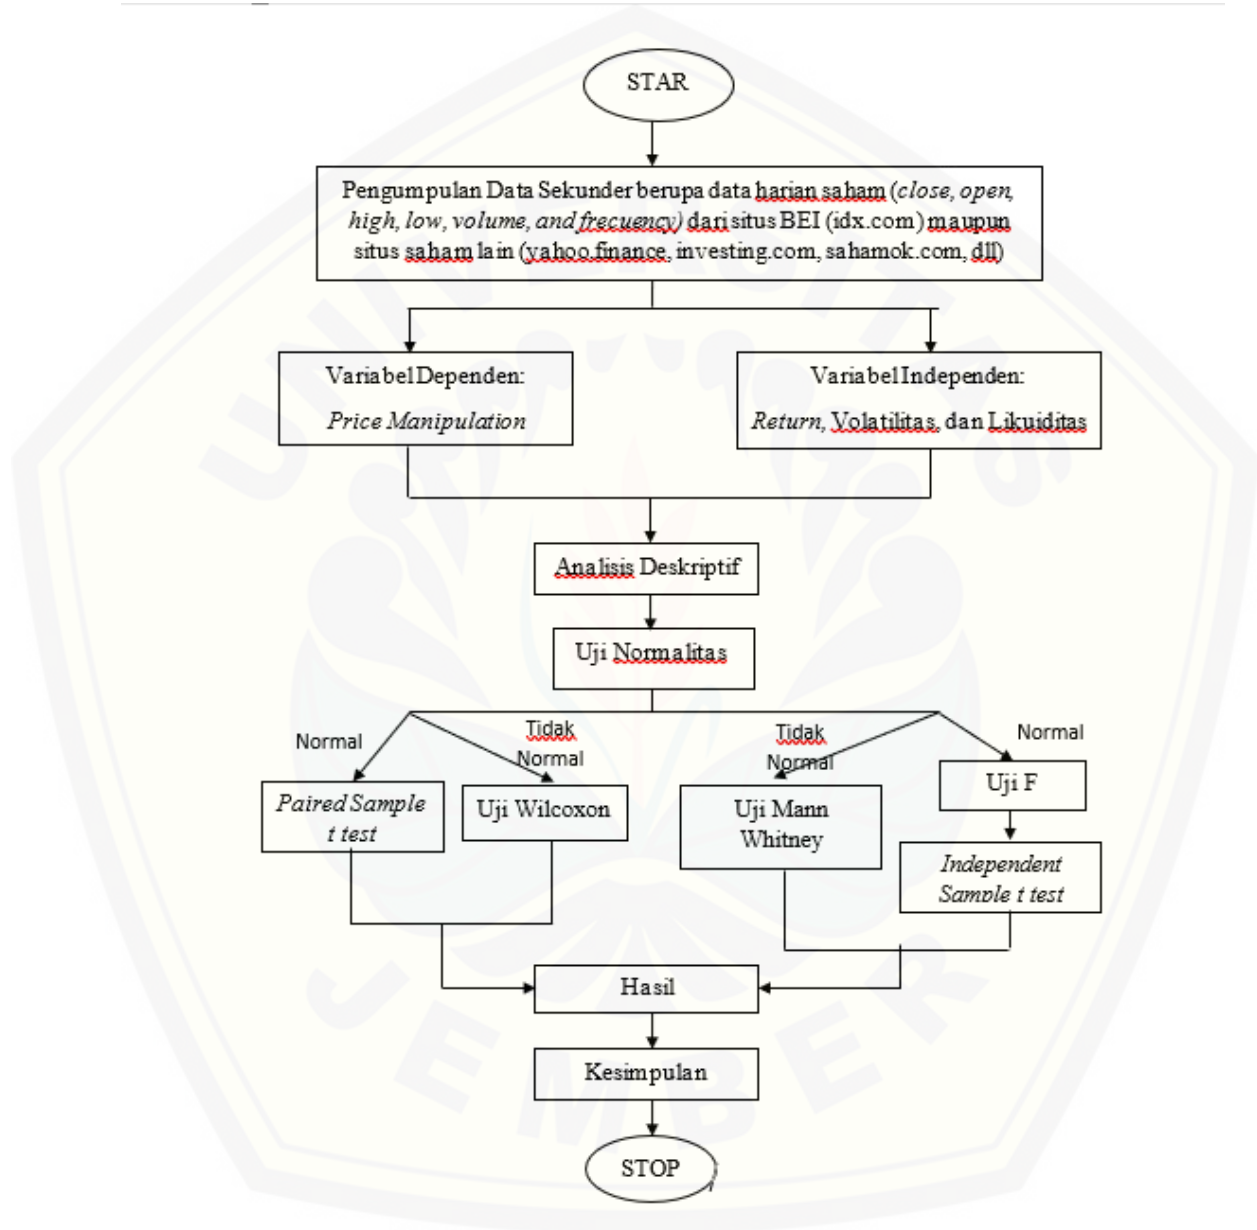 STAR
Pengumpulan Data Sekunder berupa data harian saham (close, open,
high, low, volume, and frecuency) dari situs BEI (idx.com) maupun
situs saham lain (yahoo.finance, investing.com, sahamok.com, dll)
Variabel Dependen:
Price Manipulation
Variabel Independen:
Return, Volatilitas, dan Likuiditas
Analisis Deskriptif
Uji Normalitas
Normal
Tidak
Normal
Tidak
Normal
Normal
Paired Sample
t test
Uji Wilcoxon
Uji Mann
Whitney
Uji F
Independent
Sample t test
Hasil
Kesimpulan
STOP
UNIVERSITAS
JEMBER